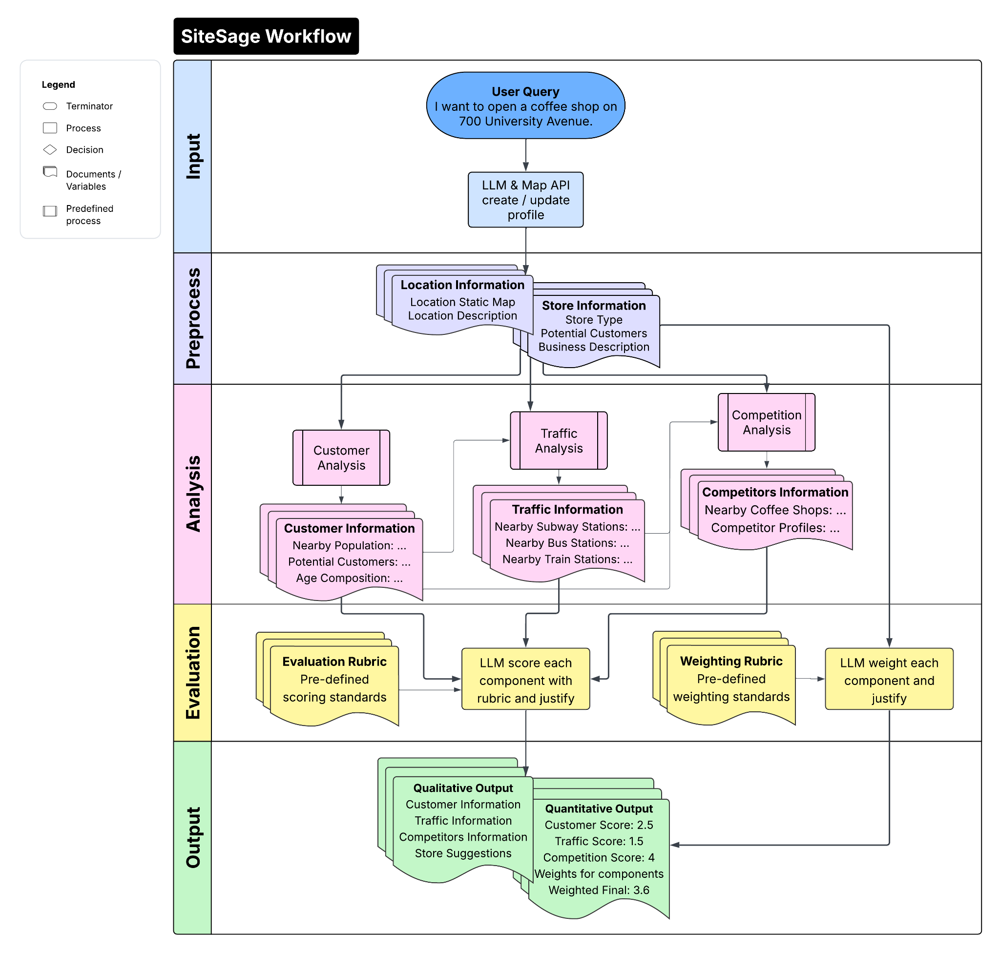 SiteSage Workflow
Legend
Terminator
Process
Decision
Documents /
Variables
Predefined
process
Input
User Query
I want to open a coffee shop on
700 University Avenue.
LLM & Map API
create / update
profile
Preprocess
Location Information
Location Static Map
Location Description
Store Information
Store Type
Potential Customers
Business Description
Analysis
Customer
Analysis
Traffic
Analysis
Competition
Analysis
Customer Information
Nearby Population: ...
Potential Customers: ...
Age Composition: ...
Traffic Information
Nearby Subway Stations: ...
Nearby Bus Stations: ...
Nearby Train Stations: ...
Competitors Information
Nearby Coffee Shops: ...
Competitor Profiles: ...
Evaluation
Evaluation Rubric
Pre-defined
scoring standards
LLM score each
component with
rubric and justify
Weighting Rubric
Pre-defined
weighting standards
LLM weight each
component and
justify
Output
Qualitative Output
Customer Information
Traffic Information
Competitors Information
Store Suggestions
Quantitative Output
Customer Score: 2.5
Traffic Score: 1.5
Competition Score: 4
Weights for components
Weighted Final: 3.6